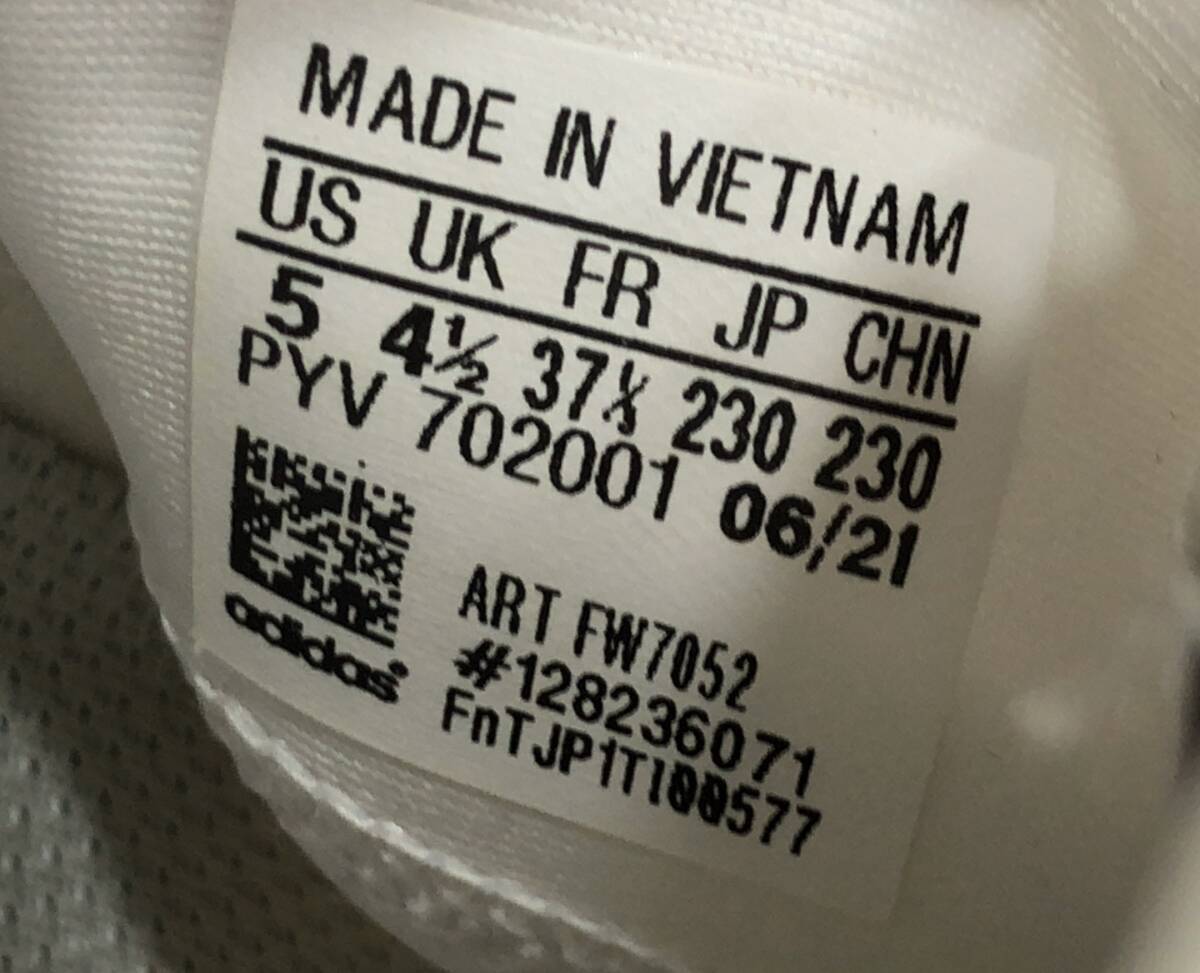 MADE IN VIETNAM
US UK FR JP CHN
5 4½ 37⅓ 230 230
PYV 702001 06/21
adidas
ART FW7052
#128236071
FnTJP1TI00577